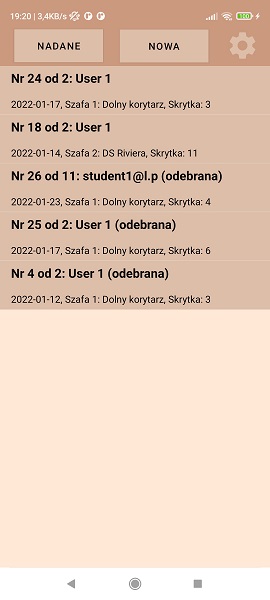 19:20 | 3,4KB/s
100
NADANE
NOWA
Nr 24 od 2: User 1
2022-01-17, Szafa 1: Dolny korytarz, Skrytka: 3
Nr 18 od 2: User 1
2022-01-14, Szafa 2: DS Riviera, Skrytka: 11
Nr 26 od 11: student1@l.p (odebrana)
2022-01-23, Szafa 1: Dolny korytarz, Skrytka: 4
Nr 25 od 2: User 1 (odebrana)
2022-01-17, Szafa 1: Dolny korytarz, Skrytka: 6
Nr 4 od 2: User 1 (odebrana)
2022-01-12, Szafa 1: Dolny korytarz, Skrytka: 3